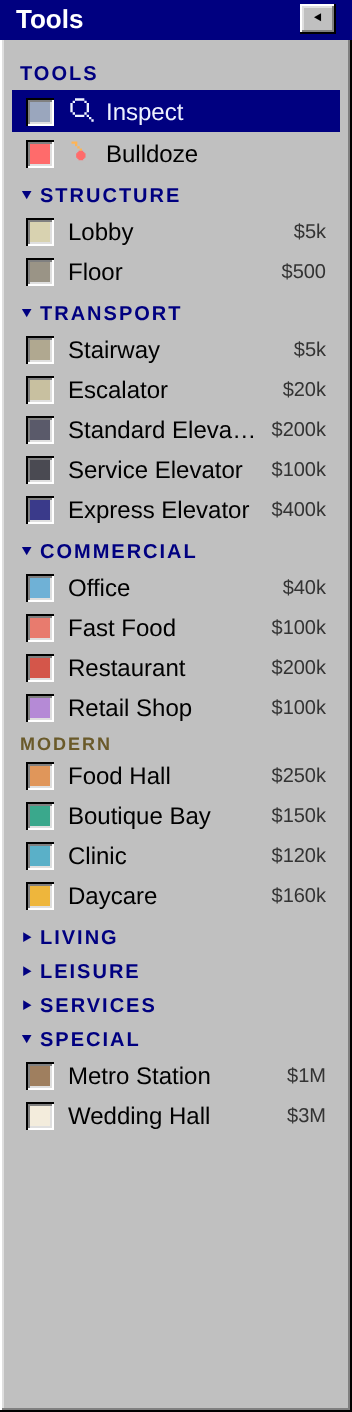 Tools
TOOLS
Inspect
Bulldoze
STRUCTURE
Lobby $5k
Floor $500
TRANSPORT
Stairway $5k
Escalator $20k
Standard Eleva... $200k
Service Elevator $100k
Express Elevator $400k
COMMERCIAL
Office $40k
Fast Food $100k
Restaurant $200k
Retail Shop $100k
MODERN
Food Hall $250k
Boutique Bay $150k
Clinic $120k
Daycare $160k
LIVING
LEISURE
SERVICES
SPECIAL
Metro Station $1M
Wedding Hall $3M